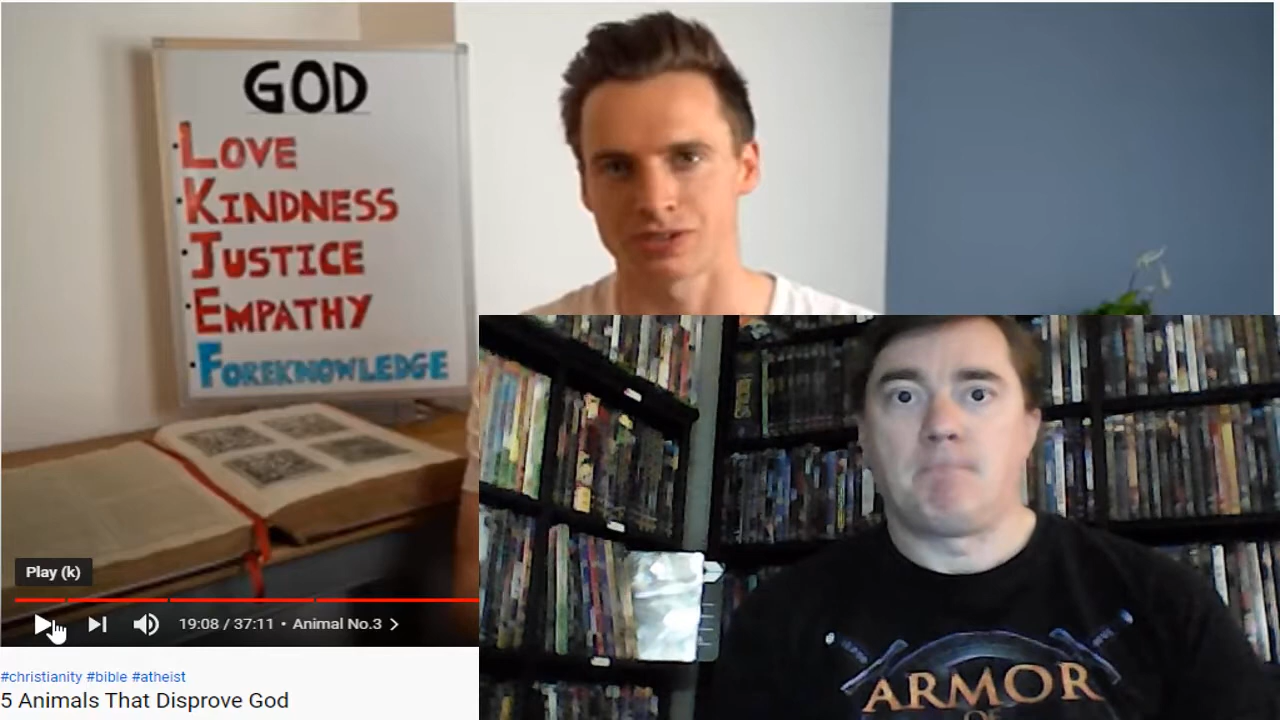 GOD
LOVE
KINDNESS
JUSTICE
EMPATHY
FOREKNOWLEDGE
Play (k)
19:08 / 37:11 • Animal No.3 >
#christianity #bible #atheist
5 Animals That Disprove God
ARMOR
OF